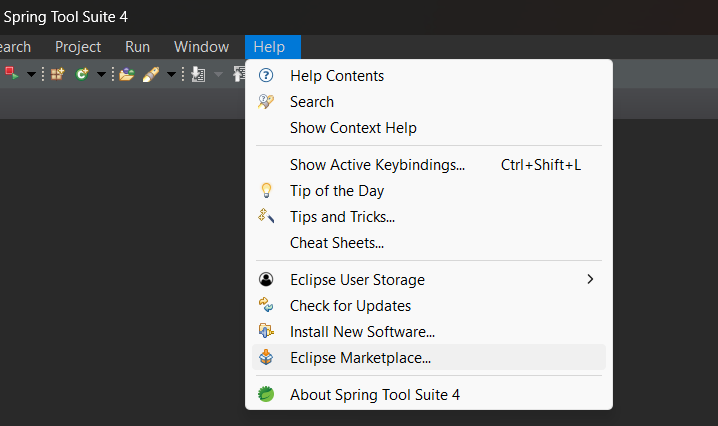 Spring Tool Suite 4
earch Project Run Window Help
Help Contents
Search
Show Context Help
Show Active Keybindings... Ctrl+Shift+L
Tip of the Day
Tips and Tricks...
Cheat Sheets...
Eclipse User Storage
Check for Updates
Install New Software...
Eclipse Marketplace...
About Spring Tool Suite 4